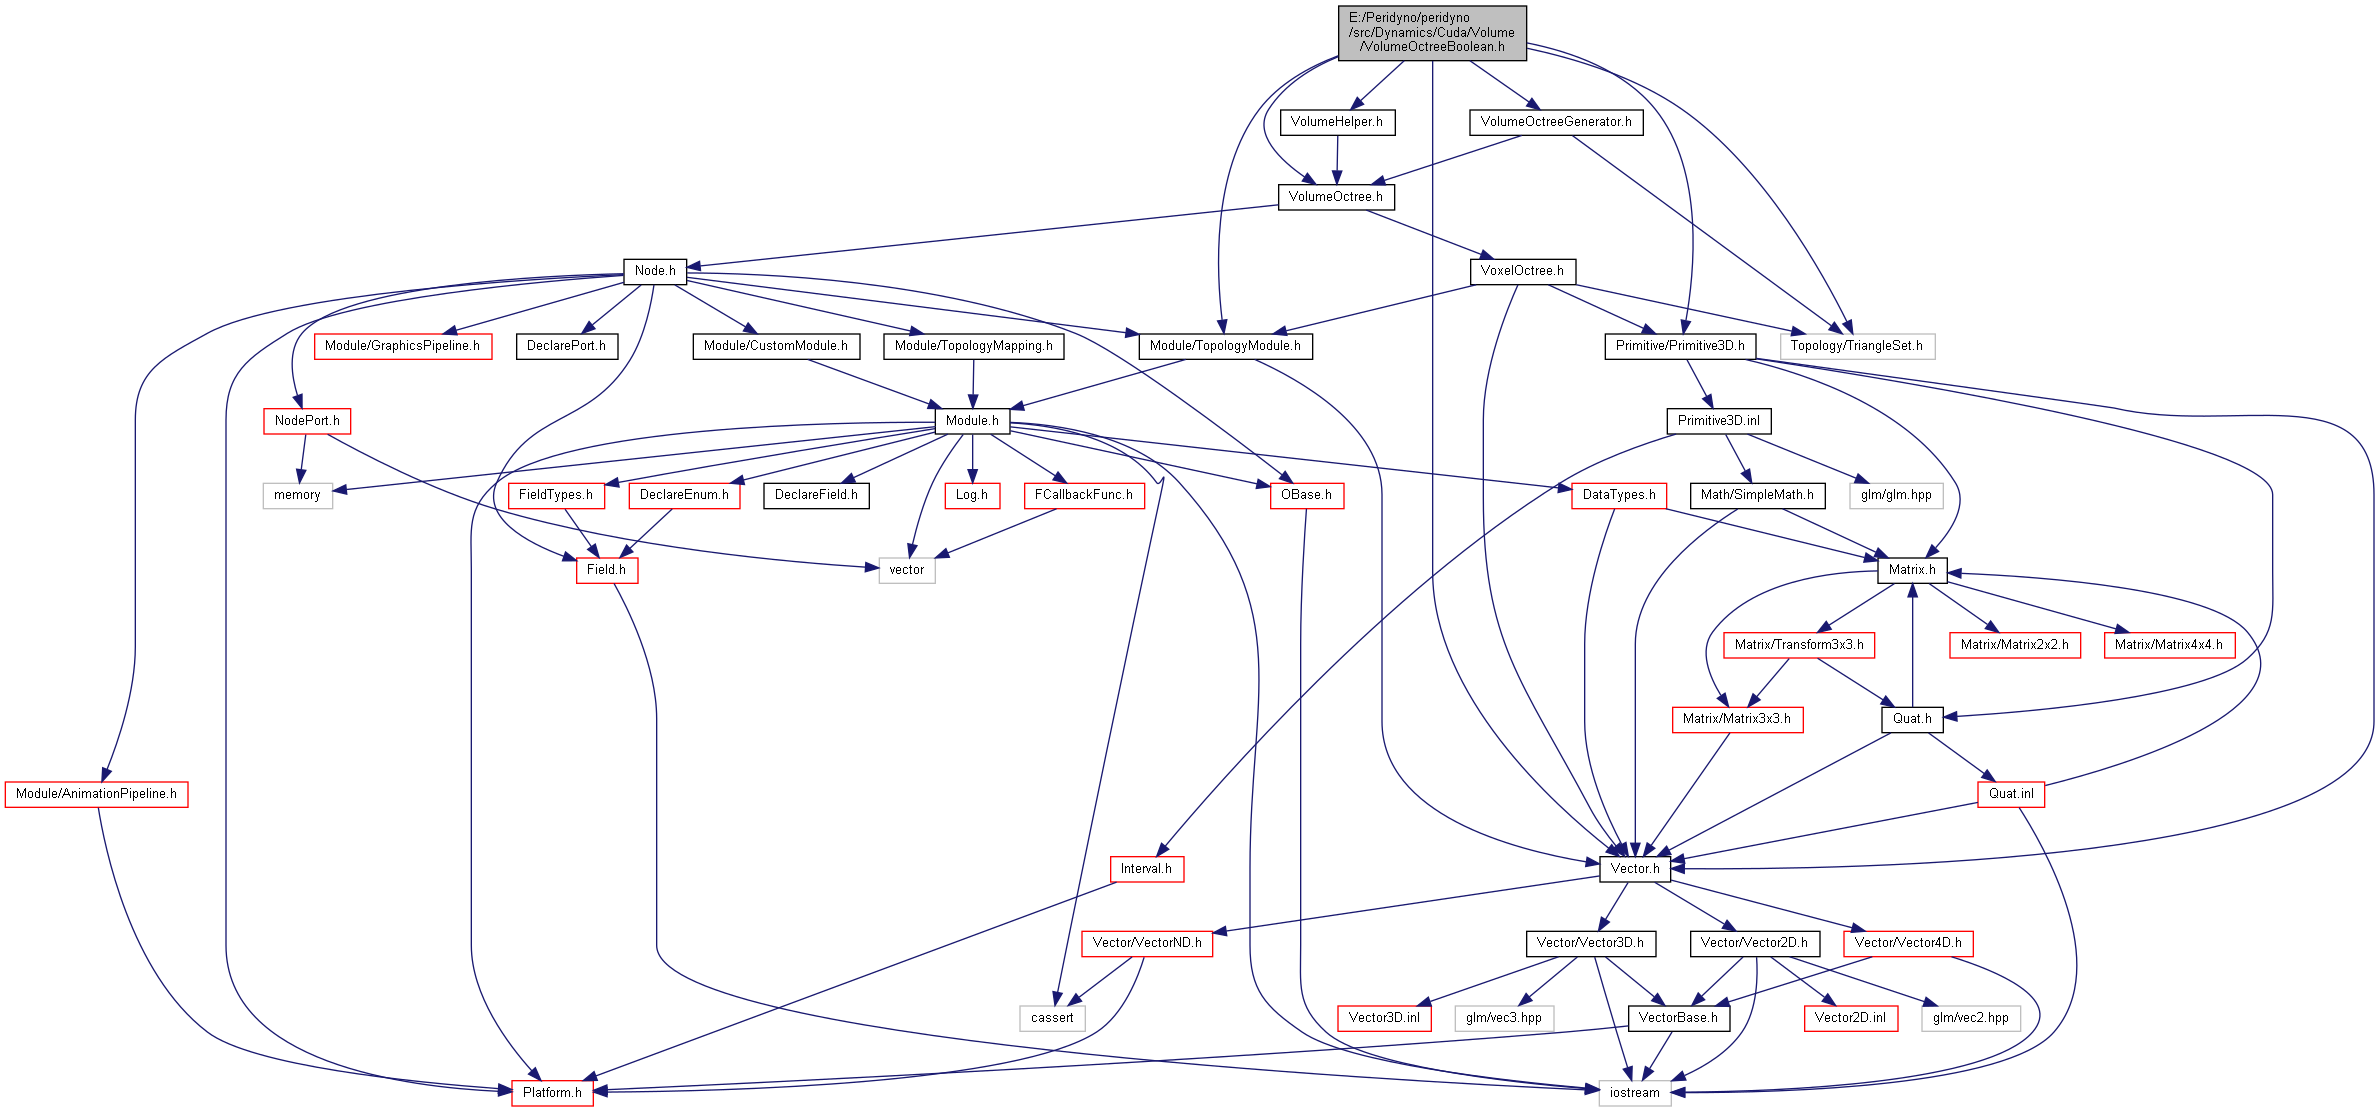 E:/Peridyno/peridyno
/src/Dynamics/Cuda/Volume
/VolumeOctreeBoolean.h
VolumeHelper.h
VolumeOctreeGenerator.h
VolumeOctree.h
Node.h
VoxelOctree.h
Module/GraphicsPipeline.h
DeclarePort.h
Module/CustomModule.h
Module/TopologyMapping.h
Module/TopologyModule.h
Primitive/Primitive3D.h
Topology/TriangleSet.h
NodePort.h
Module.h
Primitive3D.inl
memory
FieldTypes.h
DeclareEnum.h
DeclareField.h
Log.h
FCallbackFunc.h
OBase.h
DataTypes.h
Math/SimpleMath.h
glm/glm.hpp
Field.h
vector
Matrix.h
Matrix/Transform3x3.h
Matrix/Matrix2x2.h
Matrix/Matrix4x4.h
Matrix/Matrix3x3.h
Quat.h
Module/AnimationPipeline.h
Quat.inl
Interval.h
Vector.h
Vector/VectorND.h
Vector/Vector3D.h
Vector/Vector2D.h
Vector/Vector4D.h
cassert
Vector3D.inl
glm/vec3.hpp
VectorBase.h
Vector2D.inl
glm/vec2.hpp
Platform.h
iostream